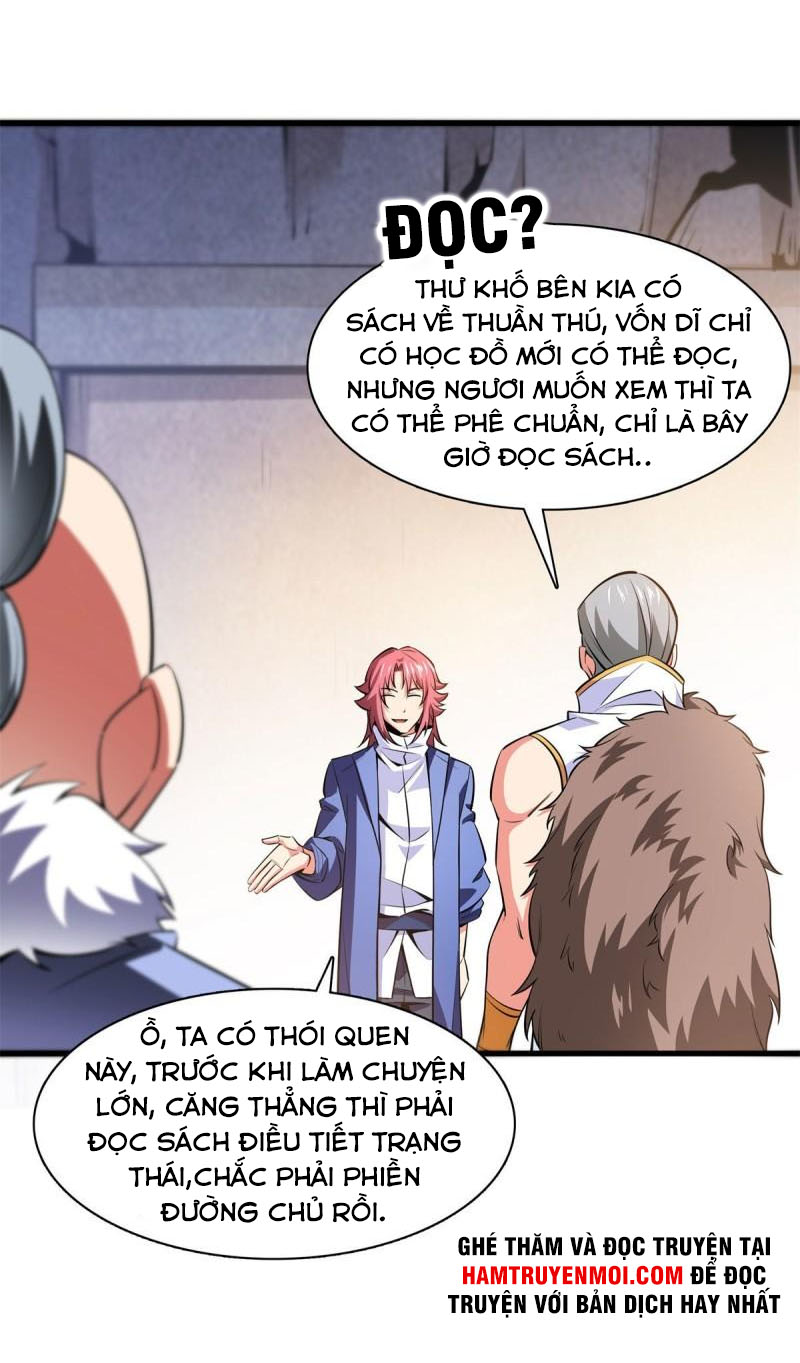 ĐỌC?
THƯ KHỐ BÊN KIA CÓ
SÁCH VỀ THUẦN THÚ, VỐN DĨ CHỈ
CÓ HỌC ĐỒ MỚI CÓ THỂ ĐỌC,
NHƯNG NGƯƠI MUỐN XEM THÌ TA
CÓ THỂ PHÊ CHUẨN, CHỈ LÀ BÂY
GIỜ ĐỌC SÁCH..
Ồ, TA CÓ THÓI QUEN
NÀY, TRƯỚC KHI LÀM CHUYỆN
LỚN, CĂNG THẲNG THÌ PHẢI
ĐỌC SÁCH ĐIỀU TIẾT TRẠNG
THÁI,CHẮC PHẢI PHIỀN
ĐƯỜNG CHỦ RỒI.
GHÉ THĂM VÀ ĐỌC TRUYỆN TẠI
HAMTRUYENMOI.COM ĐỂ ĐỌC
TRUYỆN VỚI BẢN DỊCH HAY NHẤT